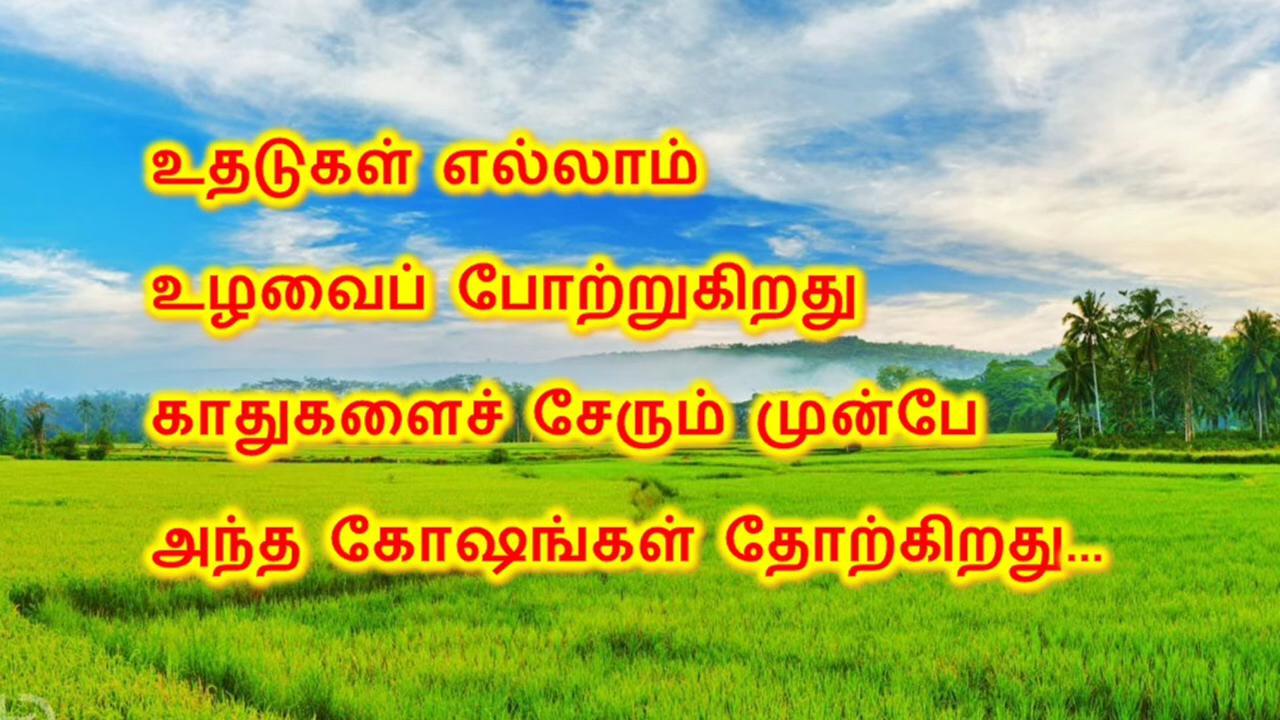 உதடுகள் எல்லாம்
உழவைப் போற்றுகிறது
காதுகளைச் சேரும் முன்பே
அந்த கோஷங்கள் தோற்கிறது...